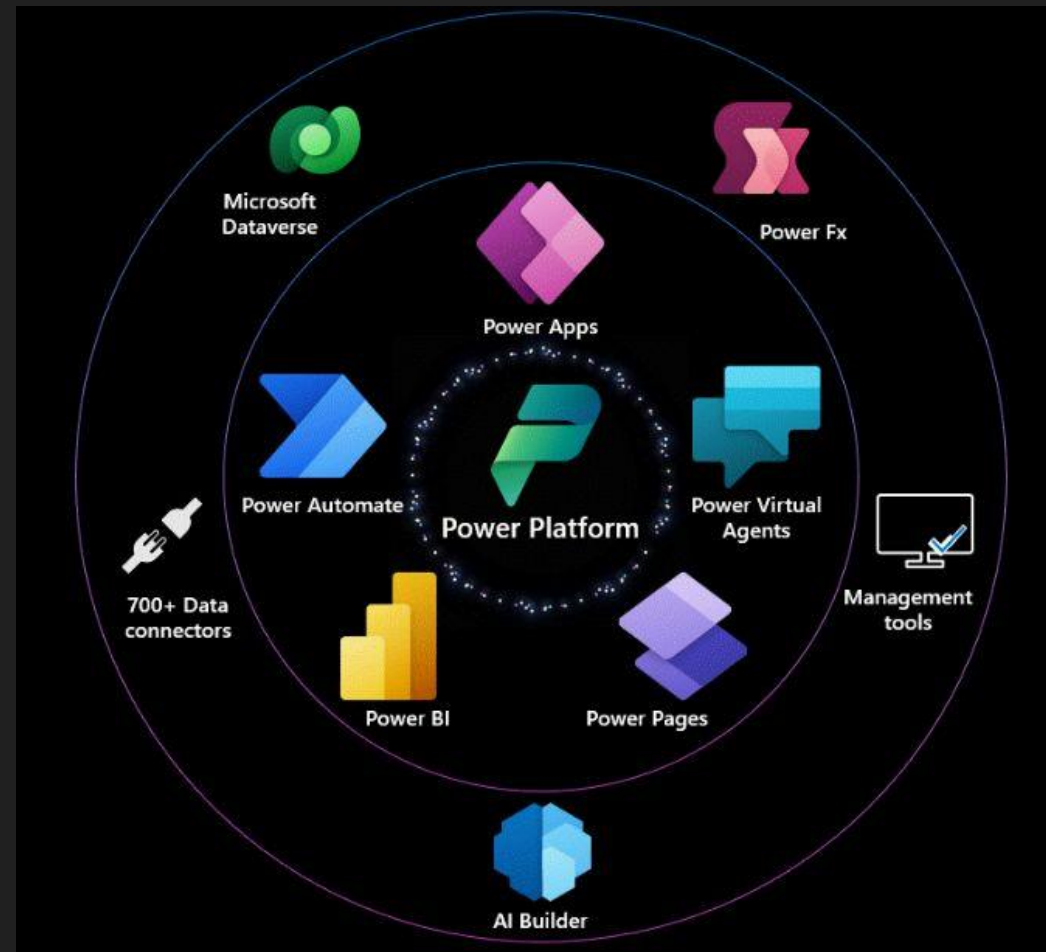 Microsoft
Dataverse
Power Fx
Power Apps
Power Automate
Power Platform
Power Virtual
Agents
700+ Data
connectors
Management
tools
Power BI
Power Pages
AI Builder